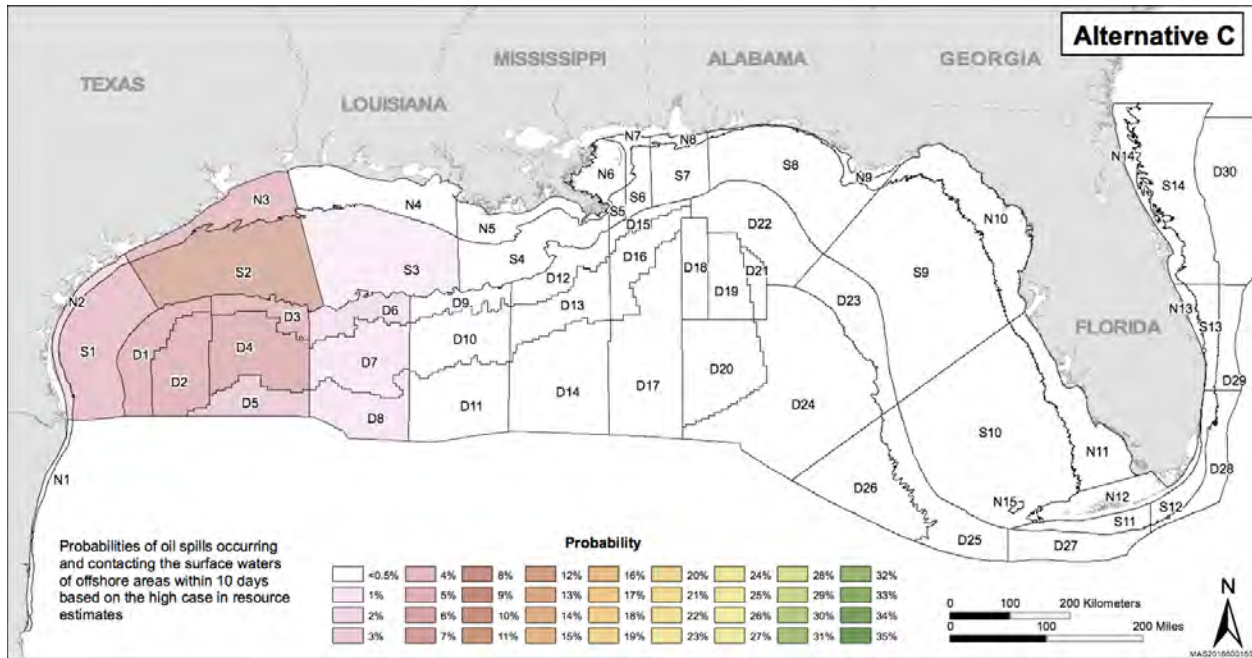 Alternative C
MISSISSIPPI
ALABAMA
GEORGIA
TEXAS
LOUISIANA
N7
N8
N14
D30
N6
S7
S8
N9
S14
N3
N4
S6
S5
N5
D15
D22
N10
S2
S3
S4
D16
D18
D21
S9
N2
D12
D19
D23
D9
D13
D6
D3
N13
S13
FLORIDA
S1
D1
D4
D10
D7
D2
D20
D29
D5
D8
D11
D14
D17
D24
S10
N11
D28
N1
D26
N15
N12
S12
S11
D25
D27
Probabilities of oil spills occurring
and contacting the surface waters
of offshore areas within 10 days
based on the high case in resource
estimates
Probability
<0.5% 4% 8% 12% 16% 20% 24% 28% 32%
1% 5% 9% 13% 17% 21% 25% 29% 33%
2% 6% 10% 14% 18% 22% 26% 30% 34%
3% 7% 11% 15% 19% 23% 27% 31% 35%
N
0 100 200 Kilometers
0 100 200 Miles